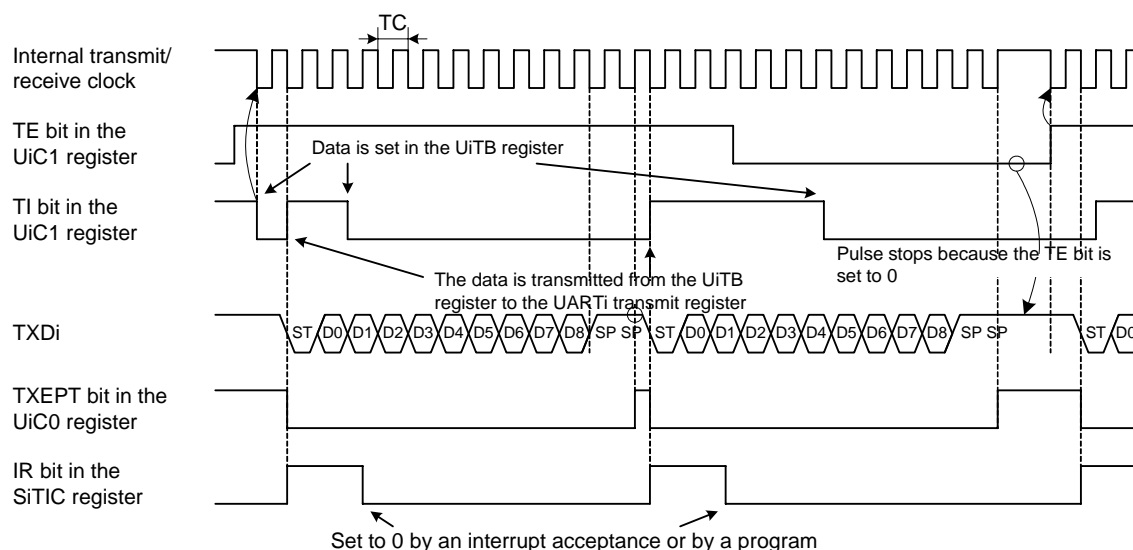 TC
Internal transmit/
receive clock
TE bit in the
UiC1 register
Data is set in the UiTB register
TI bit in the
UiC1 register
Pulse stops because the TE bit is
set to 0
The data is transmitted from the UiTB
register to the UARTi transmit register
TXDi
ST D0 D1 D2 D3 D4 D5 D6 D7 D8 SP SP ST D0 D1 D2 D3 D4 D5 D6 D7 D8 SP SP ST D0
TXEPT bit in the
UiC0 register
IR bit in the
SiTIC register
Set to 0 by an interrupt acceptance or by a program